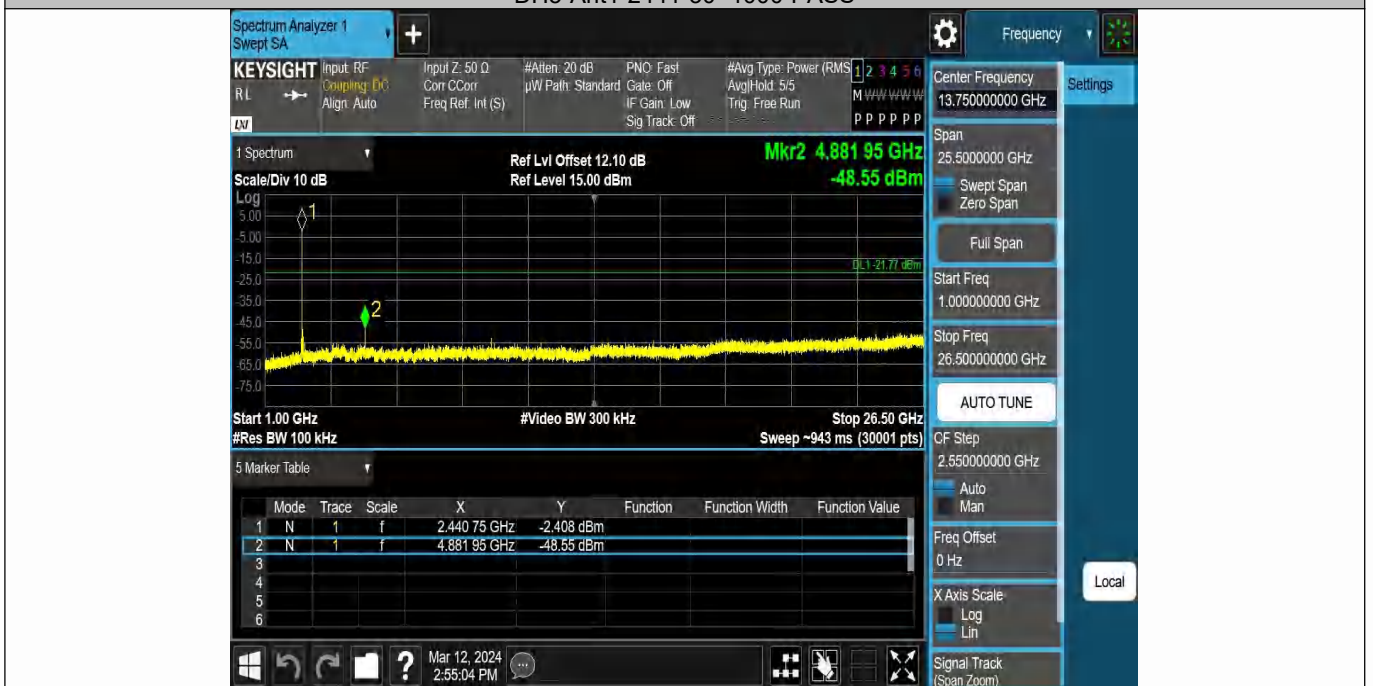 Spectrum Analyzer 1
Swept SA
Frequency
KEYSIGHT
RL
LXI
Input: RF
Coupling: DC
Align: Auto
Input Z: 50 Ω
Corr CCorr
Freq Ref: Int (S)
#Atten: 20 dB
µW Path: Standard
PNO: Fast
Gate: Off
IF Gain: Low
Sig Track: Off
#Avg Type: Power (RMS
Avg|Hold: 5/5
Trig: Free Run
1 2 3 4 5 6
M W W W W W
P P P P P P
Center Frequency
13.750000000 GHz
Settings
Span
25.5000000 GHz
Swept Span
Zero Span
Full Span
Start Freq
1.000000000 GHz
Stop Freq
26.500000000 GHz
AUTO TUNE
CF Step
2.550000000 GHz
Auto
Man
Freq Offset
0 Hz
X Axis Scale
Log
Lin
Signal Track
(Span Zoom)
Local
1 Spectrum
Scale/Div 10 dB
Ref Lvl Offset 12.10 dB
Ref Level 15.00 dBm
Mkr2 4.881 95 GHz
-48.55 dBm
Log
5.00
-5.00
-15.0
-25.0
-35.0
-45.0
-55.0
-65.0
-75.0
1
2
DL1 -21.77 dBm
Start 1.00 GHz
#Video BW 300 kHz
Stop 26.50 GHz
#Res BW 100 kHz
Sweep ~943 ms (30001 pts)
5 Marker Table
Mode Trace Scale X Y Function Function Width Function Value
1 N 1 f 2.440 75 GHz -2.408 dBm
2 N 1 f 4.881 95 GHz -48.55 dBm
3
4
5
6
?
Mar 12, 2024
2:55:04 PM